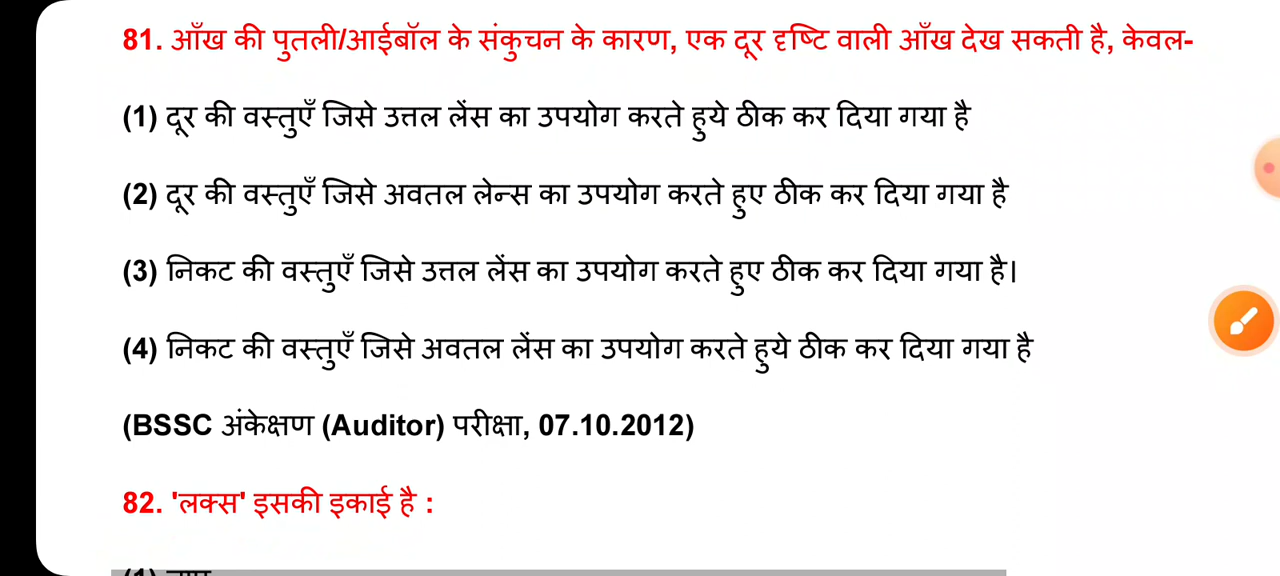 81. आँख की पुतली/आईबॉल के संकुचन के कारण, एक दूर दृष्टि वाली आँख देख सकती है, केवल-
(1) दूर की वस्तुएँ जिसे उत्तल लेंस का उपयोग करते हुये ठीक कर दिया गया है
(2) दूर की वस्तुएँ जिसे अवतल लेन्स का उपयोग करते हुए ठीक कर दिया गया है
(3) निकट की वस्तुएँ जिसे उत्तल लेंस का उपयोग करते हुए ठीक कर दिया गया है।
(4) निकट की वस्तुएँ जिसे अवतल लेंस का उपयोग करते हुये ठीक कर दिया गया है
(BSSC अंकेक्षण (Auditor) परीक्षा, 07.10.2012)
82. 'लक्स' इसकी इकाई है :
(1)